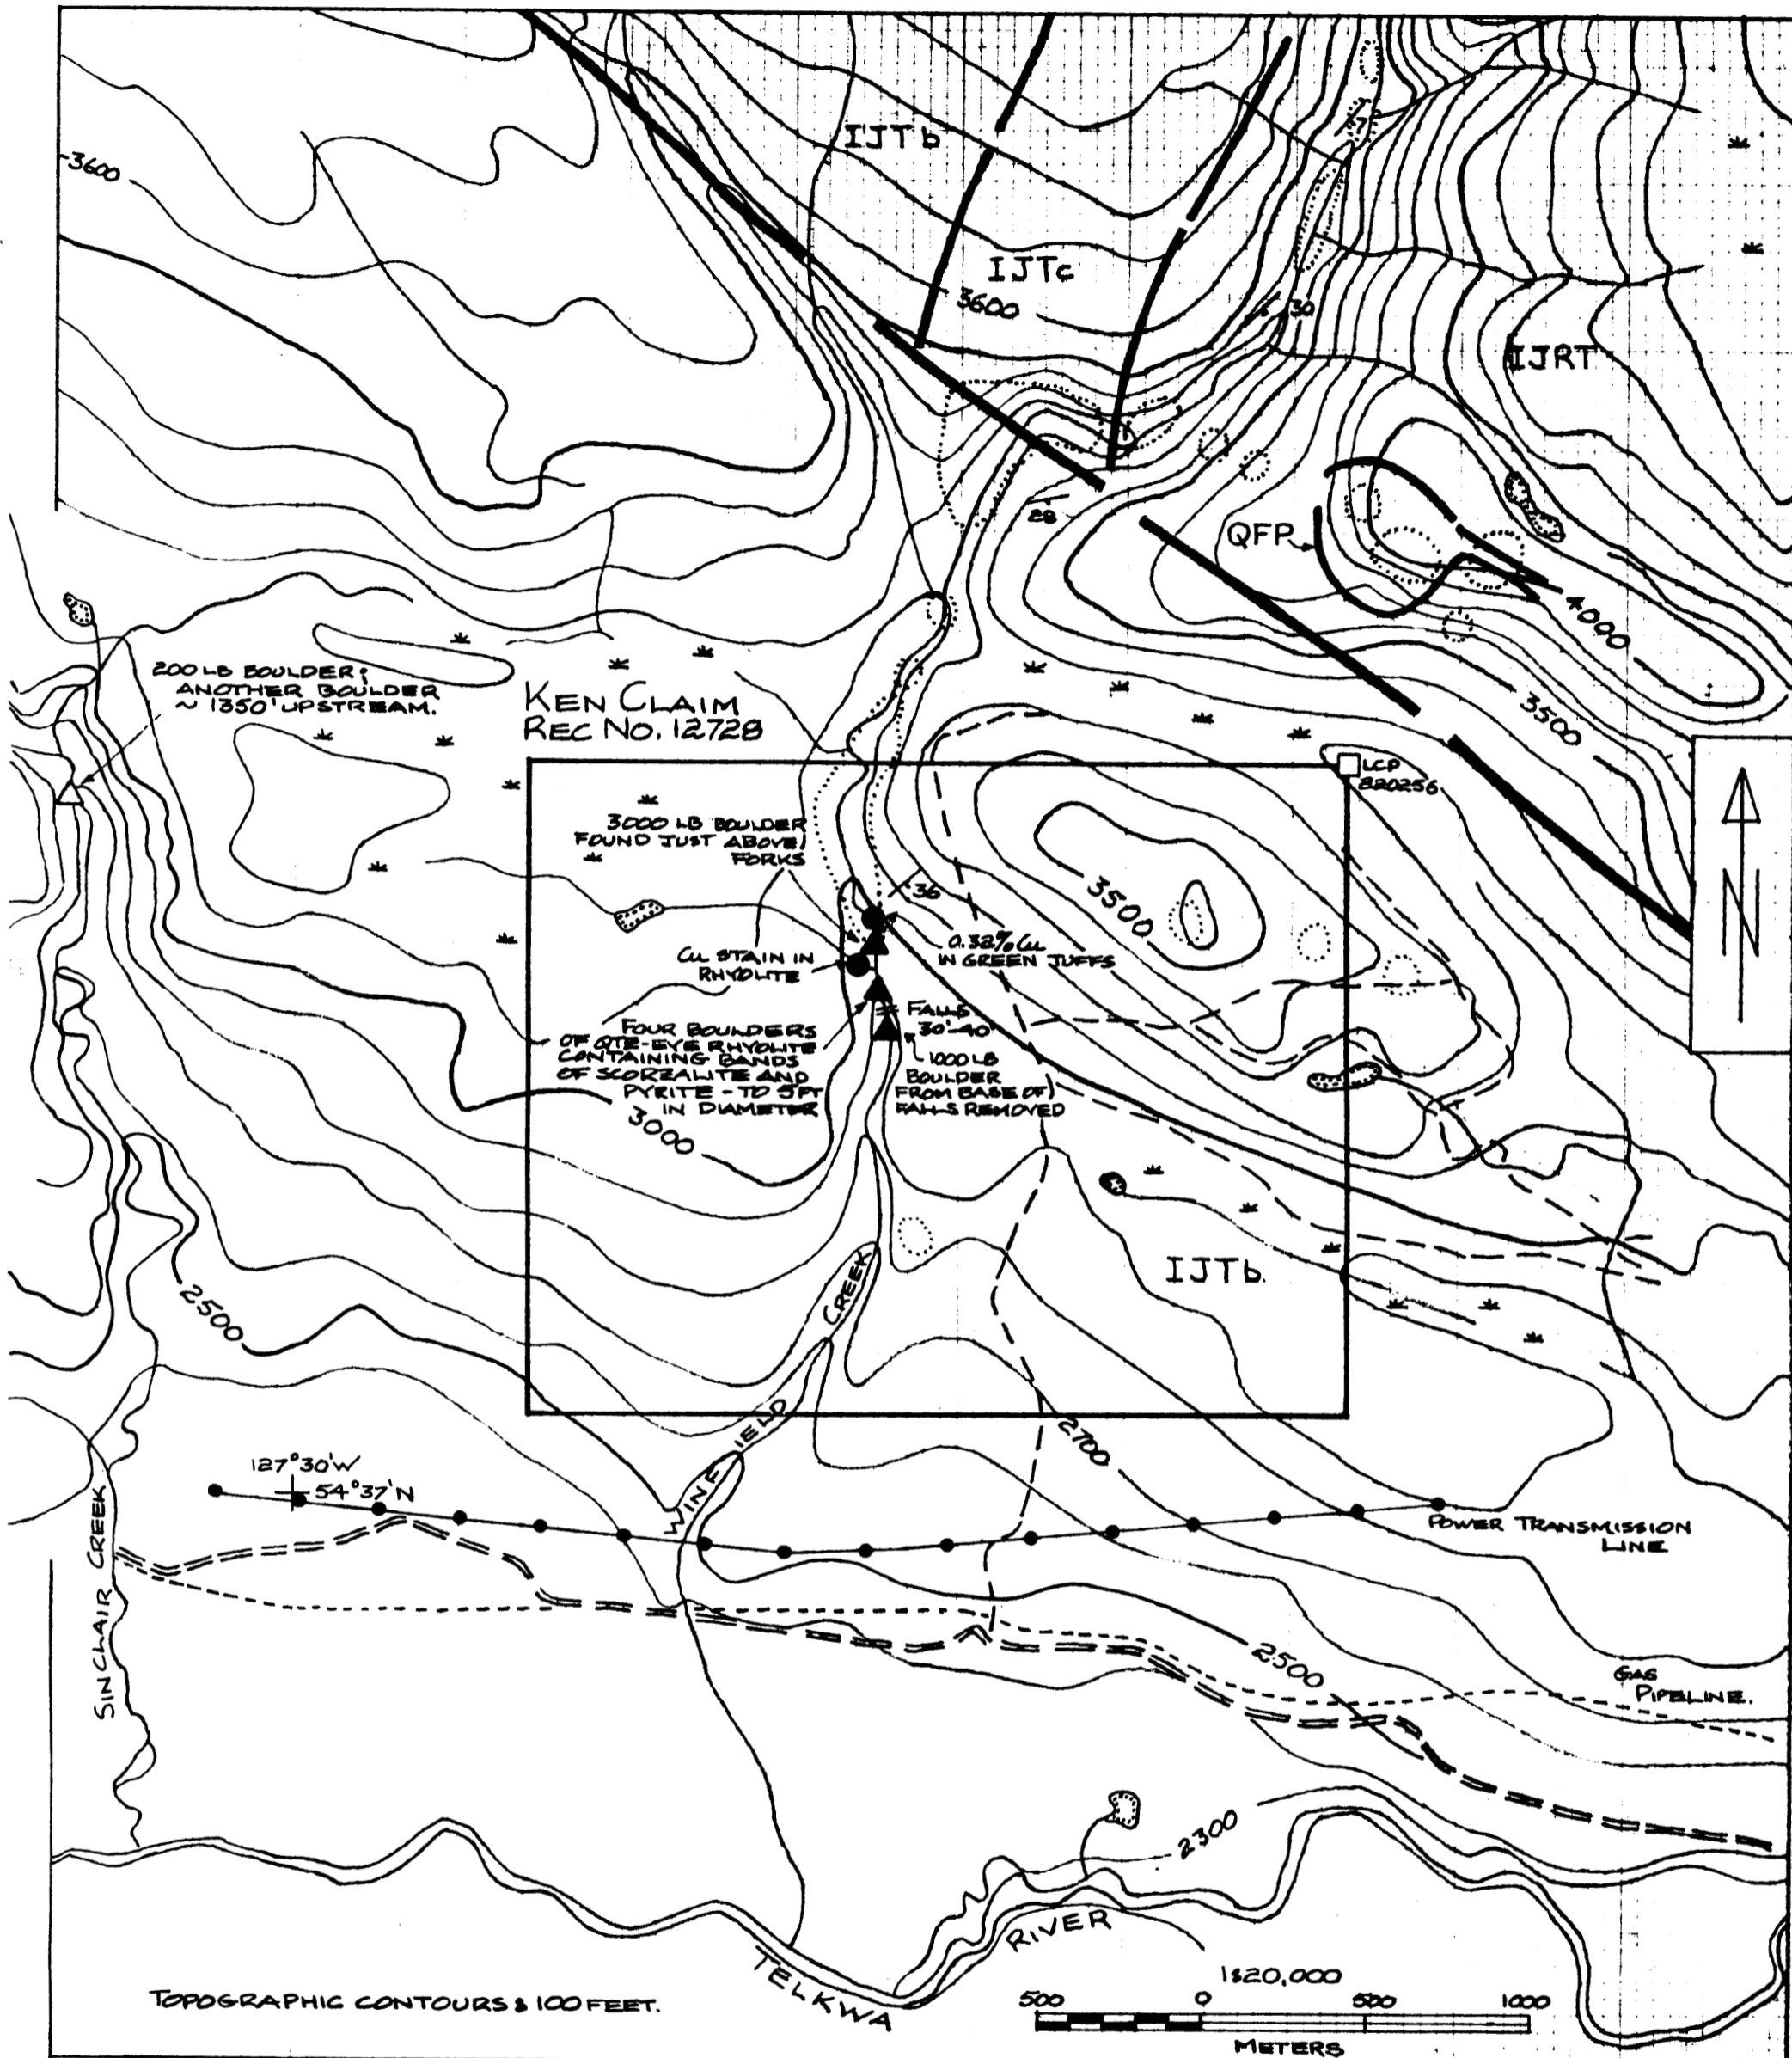 IJTb
3600
IJTc
3600
30
IJRT
28
QFP
4000
200 LB BOULDER;
ANOTHER BOULDER
~ 1350' UPSTREAM.
KEN CLAIM
REC NO. 12728
3500
LCP
820256
3000 LB BOULDER
FOUND JUST ABOVE
FORKS
36
3500
N
0.32% Cu
IN GREEN TUFFS
Cu STAIN IN
RHYOLITE
FALLS
30'-40'
FOUR BOULDERS
OF QTZ-EYE RHYOLITE
CONTAINING BANDS
OF SCORZALITE AND
PYRITE - TO 5FT
IN DIAMETER
1000 LB
BOULDER
FROM BASE OF
FALLS REMOVED
3000
IJTb.
2500
WINFIELD CREEK
2700
127°30'W
54°37'N
POWER TRANSMISSION
LINE
SINCLAIR CREEK
2500
GAS
PIPELINE.
2300
TELKWA RIVER
TOPOGRAPHIC CONTOURS : 100 FEET.
1:20,000
500 0 500 1000
METERS